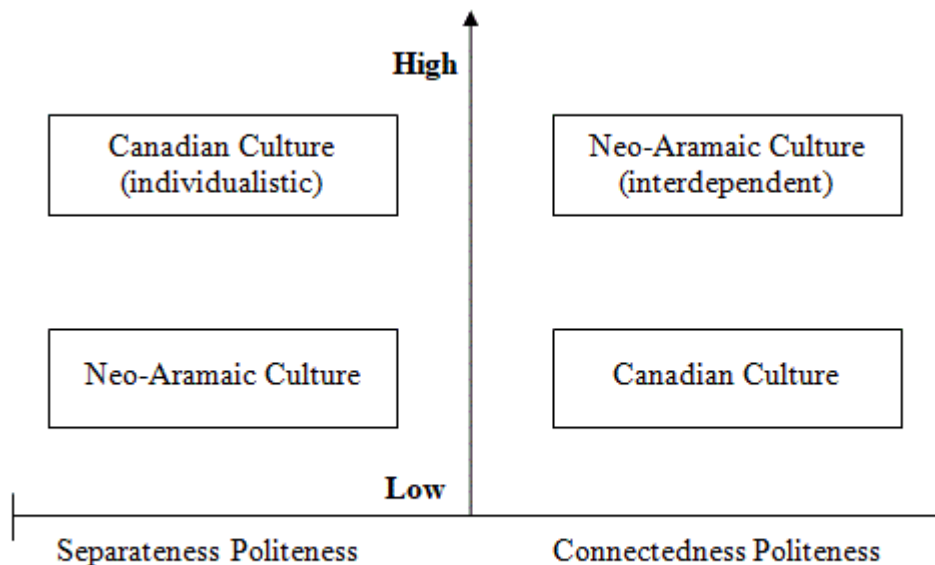 High
Canadian Culture
(individualistic)
Neo-Aramaic Culture
(interdependent)
Neo-Aramaic Culture
Canadian Culture
Low
Separateness Politeness
Connectedness Politeness